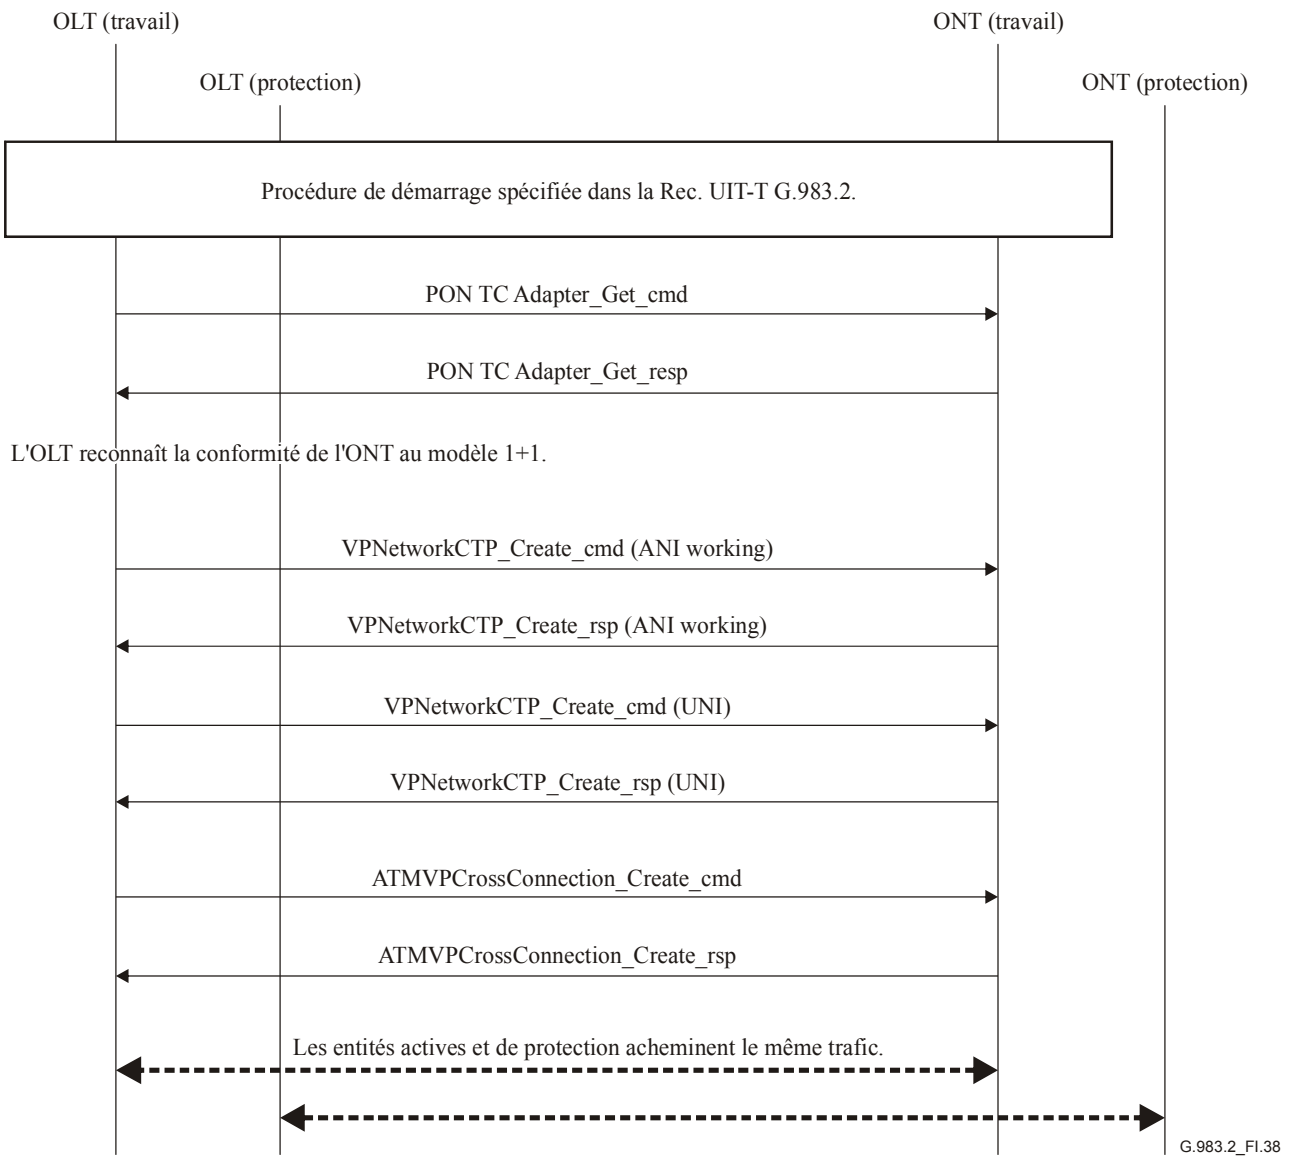 OLT (travail)
ONT (travail)
OLT (protection)
ONT (protection)
Procédure de démarrage spécifiée dans la Rec. UIT-T G.983.2.
PON TC Adapter_Get_cmd
PON TC Adapter_Get_resp
L'OLT reconnaît la conformité de l'ONT au modèle 1+1.
VPNetworkCTP_Create_cmd (ANI working)
VPNetworkCTP_Create_rsp (ANI working)
VPNetworkCTP_Create_cmd (UNI)
VPNetworkCTP_Create_rsp (UNI)
ATMVPCrossConnection_Create_cmd
ATMVPCrossConnection_Create_rsp
Les entités actives et de protection acheminent le même trafic.
G.983.2_FI.38